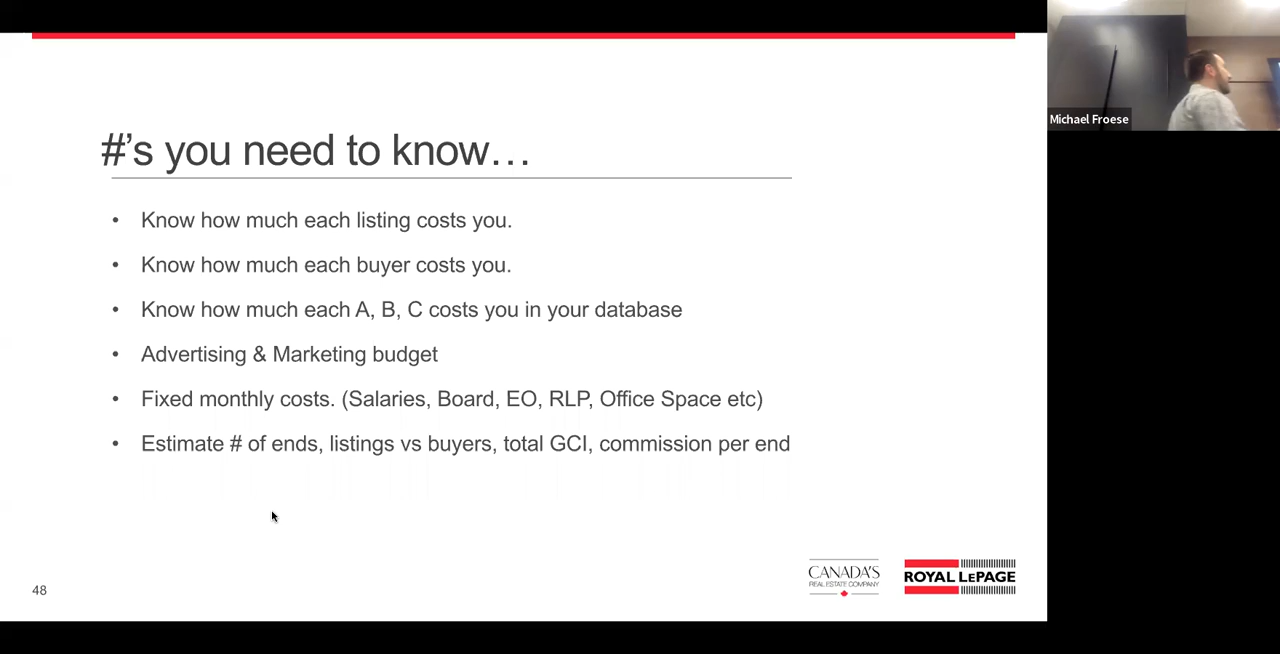 #'s you need to know…
• Know how much each listing costs you.
• Know how much each buyer costs you.
• Know how much each A, B, C costs you in your database
• Advertising & Marketing budget
• Fixed monthly costs. (Salaries, Board, EO, RLP, Office Space etc)
• Estimate # of ends, listings vs buyers, total GCI, commission per end
48
CANADA'S
REAL ESTATE COMPANY
ROYAL LEPAGE
Michael Froese